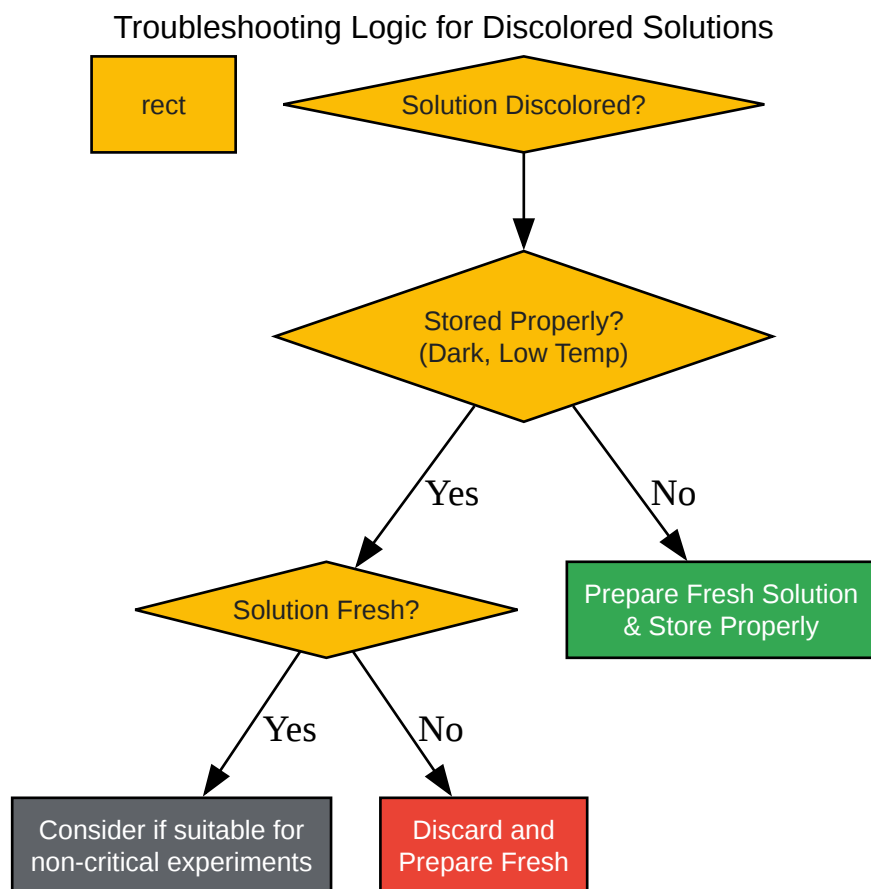 Troubleshooting Logic for Discolored Solutions
rect
Solution Discolored?
Stored Properly?
(Dark, Low Temp)
Yes
No
Solution Fresh?
Prepare Fresh Solution
& Store Properly
Yes
No
Consider if suitable for
non-critical experiments
Discard and
Prepare Fresh